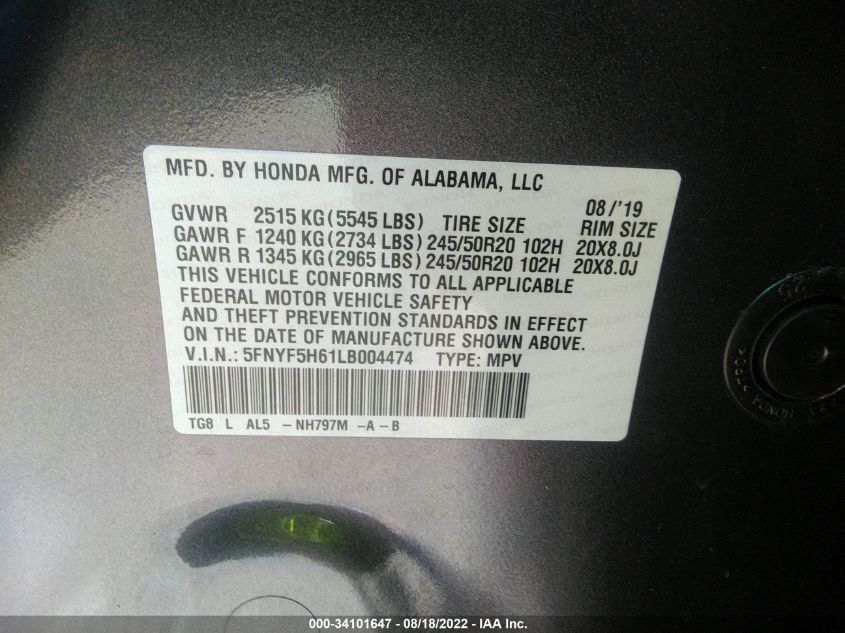 MFD. BY HONDA MFG. OF ALABAMA, LLC
08/'19
GVWR 2515 KG (5545 LBS) TIRE SIZE RIM SIZE
GAWR F 1240 KG (2734 LBS) 245/50R20 102H 20X8.0J
GAWR R 1345 KG (2965 LBS) 245/50R20 102H 20X8.0J
THIS VEHICLE CONFORMS TO ALL APPLICABLE
FEDERAL MOTOR VEHICLE SAFETY
AND THEFT PREVENTION STANDARDS IN EFFECT
ON THE DATE OF MANUFACTURE SHOWN ABOVE.
V.I.N.: 5FNYF5H61LB004474 TYPE: MPV
TG8 L AL5 -NH797M -A-B
000--34101647 - 08/18/2022 - IAA Inc.